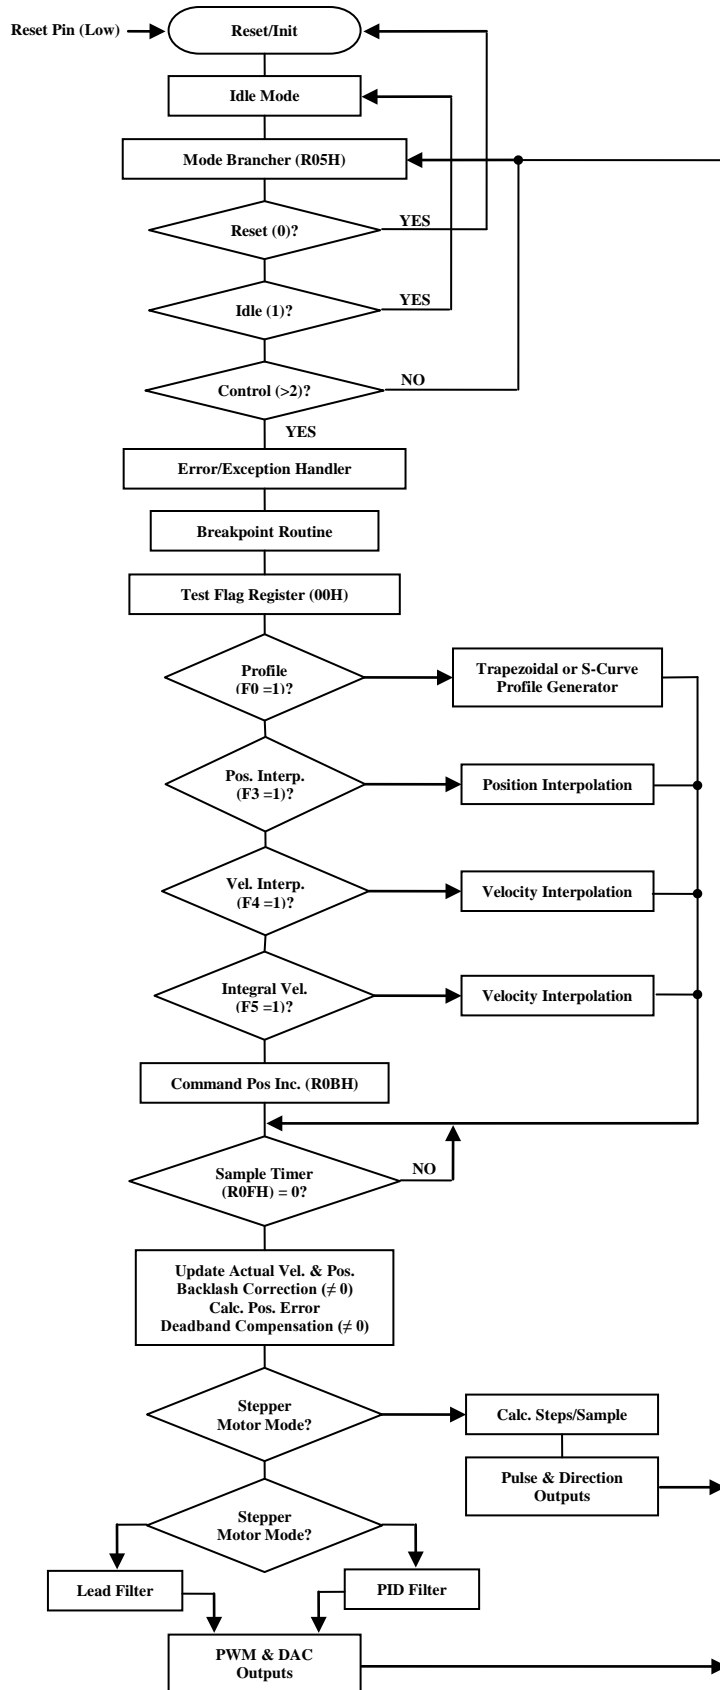 Reset Pin (Low)
Reset/Init
Idle Mode
Mode Brancher (R05H)
Reset (0)?
YES
Idle (1)?
YES
Control (>2)?
NO
YES
Error/Exception Handler
Breakpoint Routine
Test Flag Register (00H)
Profile
(F0 =1)?
Trapezoidal or S-Curve
Profile Generator
Pos. Interp.
(F3 =1)?
Position Interpolation
Vel. Interp.
(F4 =1)?
Velocity Interpolation
Integral Vel.
(F5 =1)?
Velocity Interpolation
Command Pos Inc. (R0BH)
Sample Timer
(R0FH) = 0?
NO
Update Actual Vel. & Pos.
Backlash Correction (≠ 0)
Calc. Pos. Error
Deadband Compensation (≠ 0)
Stepper
Motor Mode?
Calc. Steps/Sample
Pulse & Direction
Outputs
Stepper
Motor Mode?
Lead Filter
PID Filter
PWM & DAC
Outputs